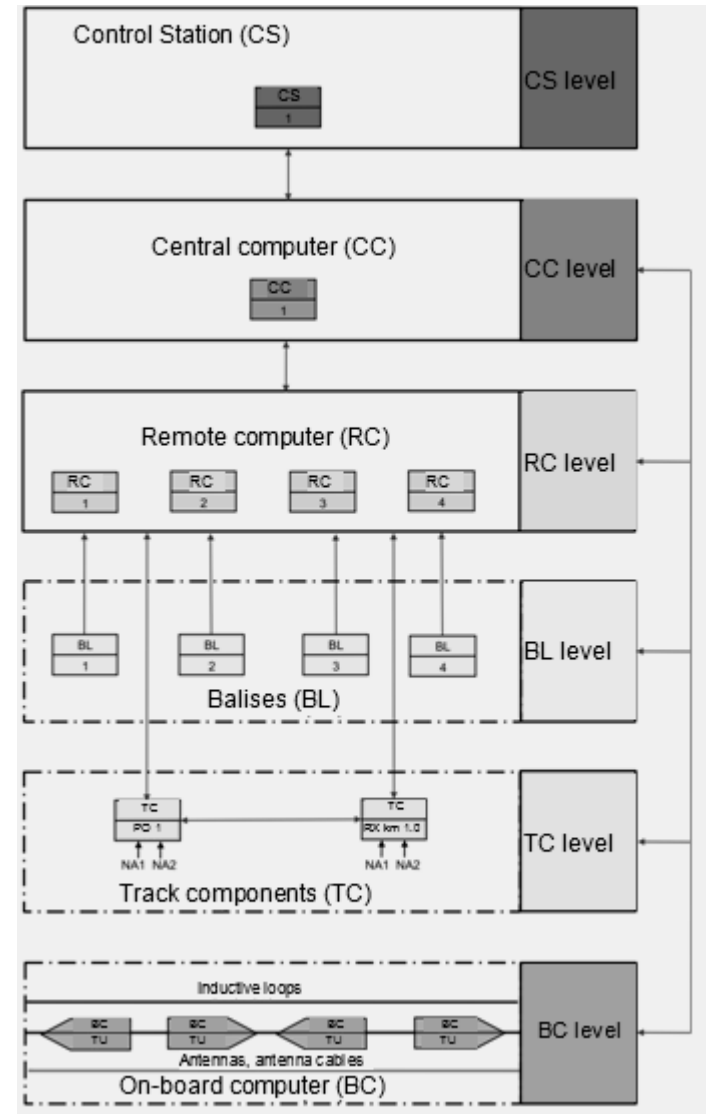 Control Station (CS)
CS level
CS
1
Central computer (CC)
CC level
CC
1
Remote computer (RC)
RC level
RC RC RC RC
1 2 3 4
BL BL BL BL
1 2 3 4
BL level
Balises (BL)
TC TC
PO 1 RX km 1.0
NA1 NA2 NA1 NA2
TC level
Track components (TC)
Inductive loops
BC BC BC BC
TU TU TU TU
BC level
Antennas, antenna cables
On-board computer (BC)